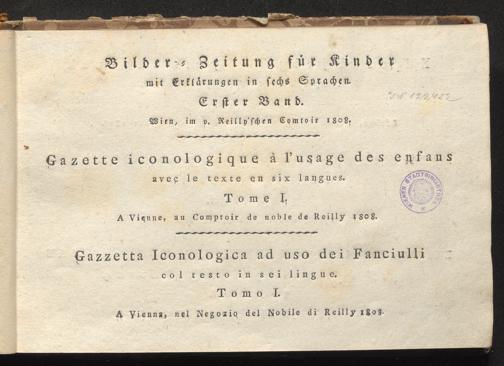 Bilder-Zeitung für Kinder
mit Erklärungen in sechs Sprachen.
Erster Band.
Wien, im v. Reilly'schen Comtoir 1808.
Gazette iconologique à l'usage des enfans
avec le texte en six langues.
Tome I.
A Vienne, au Comptoir de noble de Reilly 1808.
Gazzetta Iconologica ad uso dei Fanciulli
col testo in sei lingue.
Tomo I.
A Vienna, nel Negozio del Nobile di Reilly 1808.